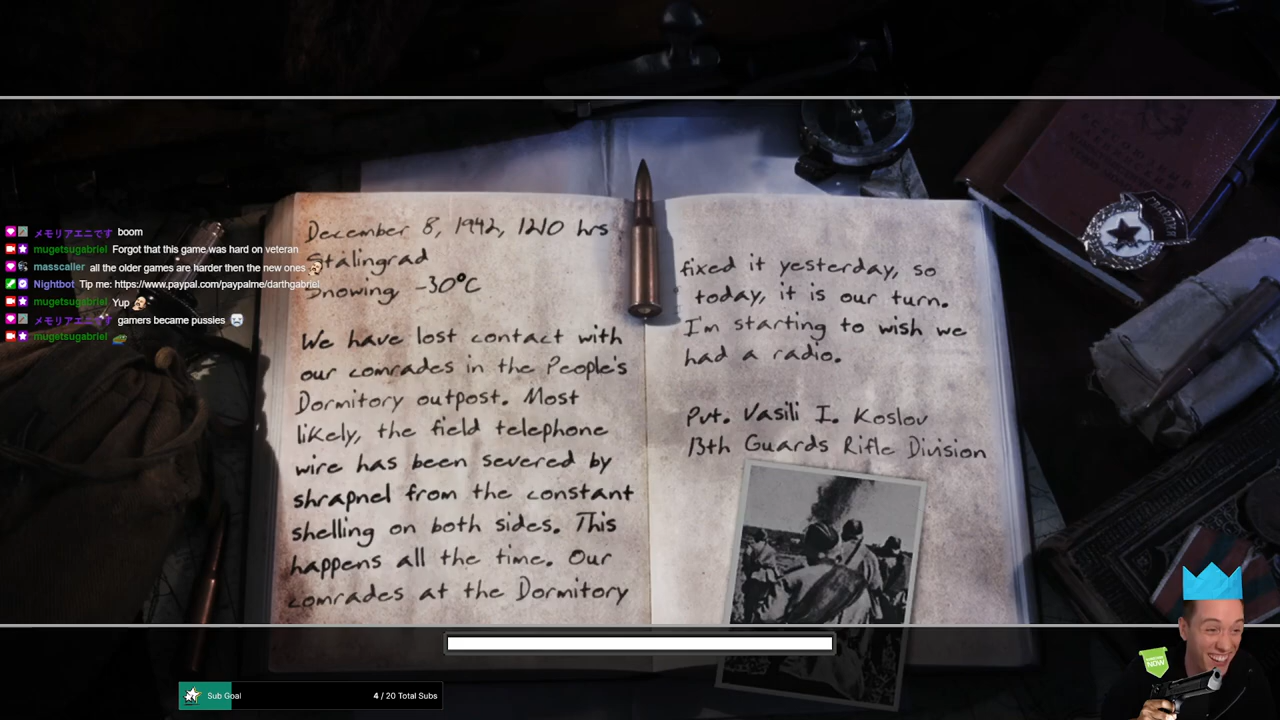 December 8, 1942, 1210 hrs
Stalingrad
Snowing -30°C
We have lost contact with
our comrades in the People's
Dormitory outpost. Most
likely, the field telephone
wire has been severed by
shrapnel from the constant
shelling on both sides. This
happens all the time. Our
comrades at the Dormitory
fixed it yesterday, so
today, it is our turn.
I'm starting to wish we
had a radio.
Pvt. Vasili I. Koslov
13th Guards Rifle Division
メモリアエニです boom
mugetsugabriel Forgot that this game was hard on veteran
masscaller all the older games are harder then the new ones
Nightbot Tip me: https://www.paypal.com/paypalme/darthgabriel
mugetsugabriel Yup
メモリアエニです gamers became pussies
mugetsugabriel
Sub Goal 4 / 20 Total Subs
NOW